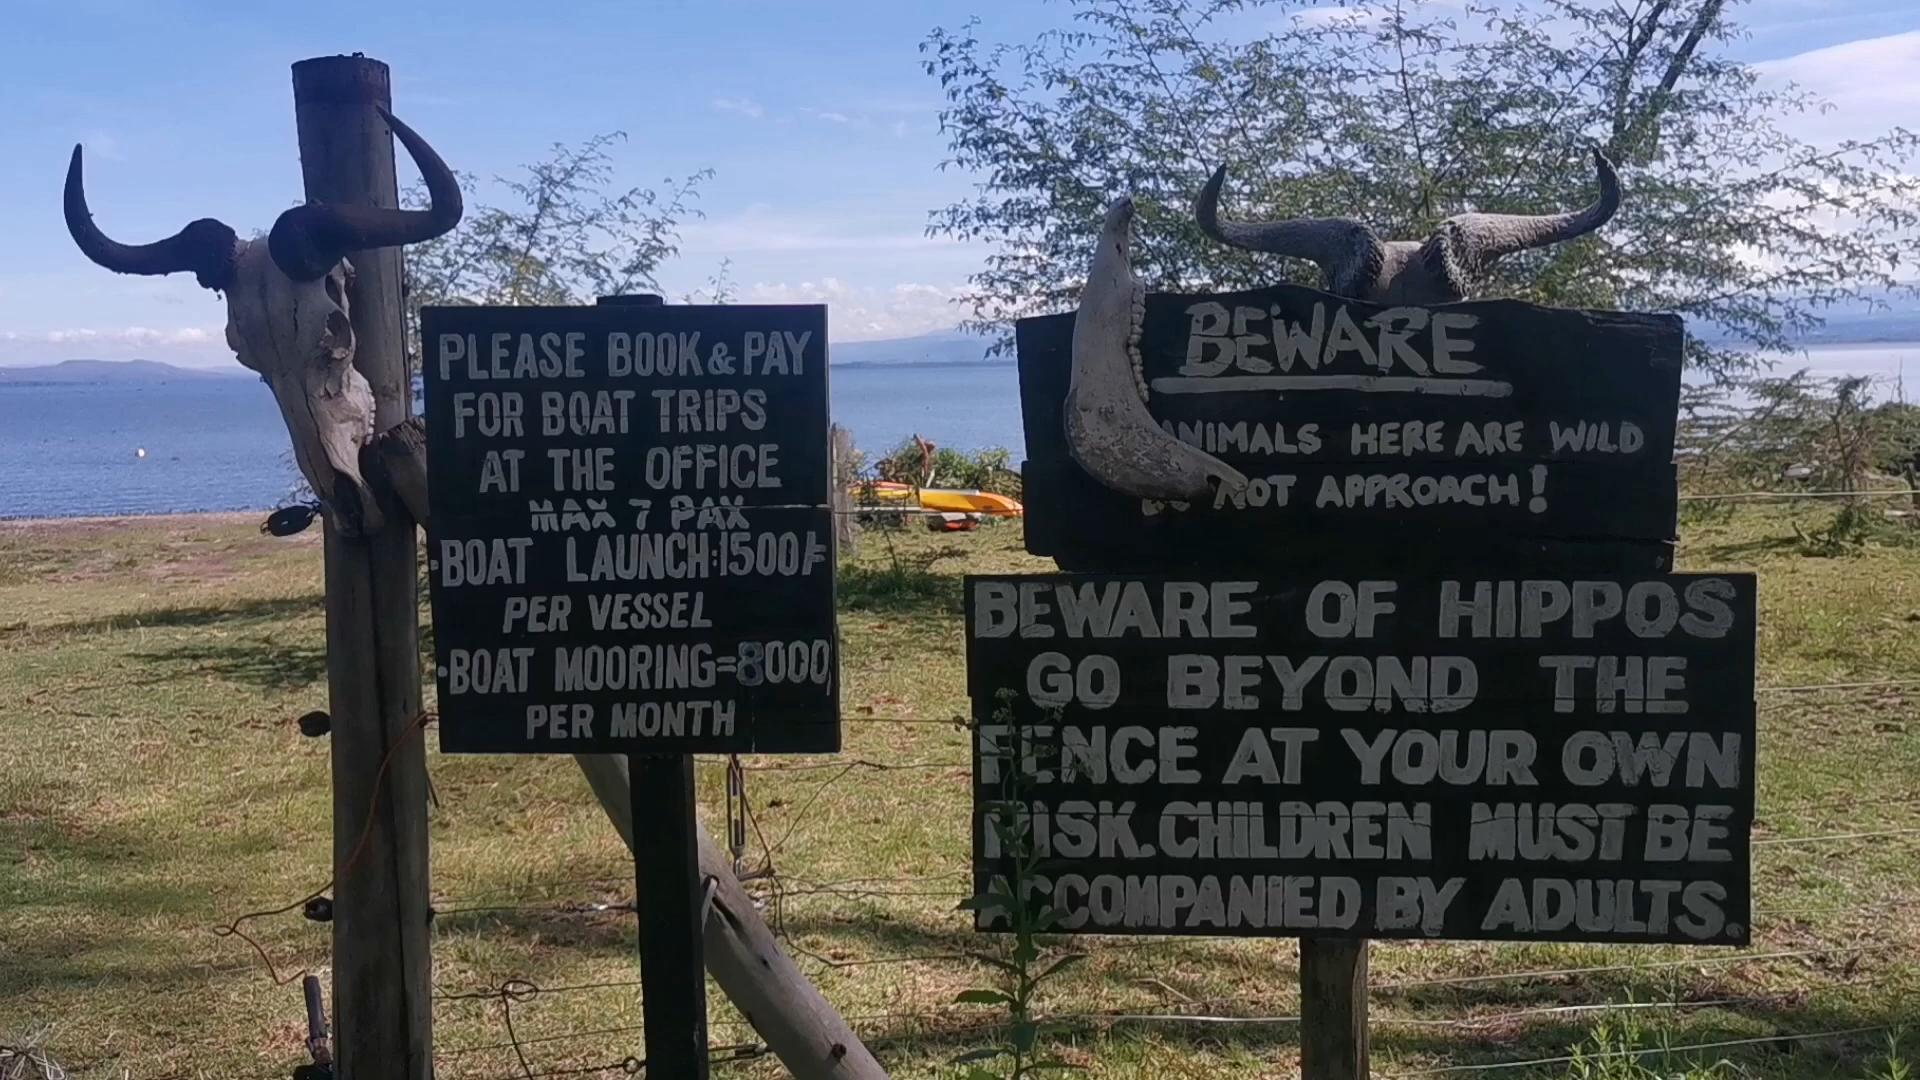 PLEASE BOOK & PAY
FOR BOAT TRIPS
AT THE OFFICE
MAX 7 PAX
•BOAT LAUNCH:1500/=
PER VESSEL
•BOAT MOORING=8000
PER MONTH
BEWARE
ANIMALS HERE ARE WILD
NOT APPROACH!
BEWARE OF HIPPOS
GO BEYOND THE
FENCE AT YOUR OWN
RISK. CHILDREN MUST BE
ACCOMPANIED BY ADULTS.